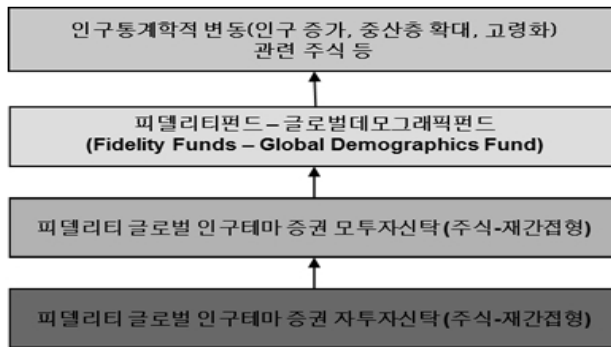 인구통계학적 변동(인구 증가, 중산층 확대, 고령화)
관련 주식 등
피델리티펀드 – 글로벌데모그래픽펀드
(Fidelity Funds – Global Demographics Fund)
피델리티 글로벌 인구테마 증권 모투자신탁(주식-재간접형)
피델리티 글로벌 인구테마 증권 자투자신탁(주식-재간접형)